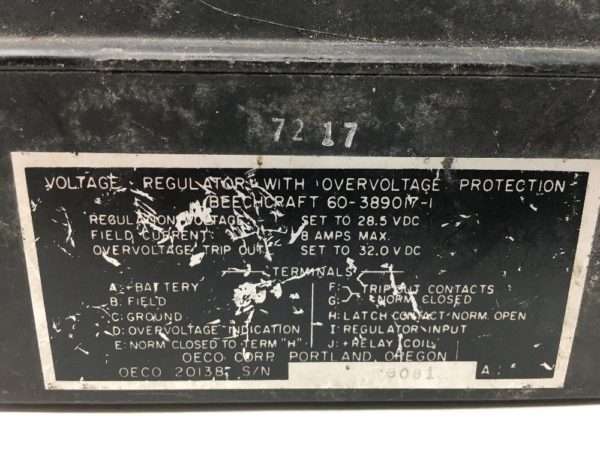 7217
VOLTAGE REGULATOR WITH OVERVOLTAGE PROTECTION
BEECHCRAFT 60-389017-1
REGULATION VOLTAGE SET TO 28.5 VDC
FIELD CURRENT: 8 AMPS MAX.
OVERVOLTAGE TRIP OUT: SET TO 32.0 VDC
TERMINALS
A: +BATTERY
B: FIELD
C: GROUND
D: OVERVOLTAGE INDICATION
E: NORM CLOSED TO TERM "H"
F: TRIP OUT CONTACTS
G: NORM CLOSED
H: LATCH CONTACT-NORM. OPEN
I: REGULATOR INPUT
J: +RELAY COIL
OECO CORP. PORTLAND, OREGON
OECO 20138 S/N 8081 A